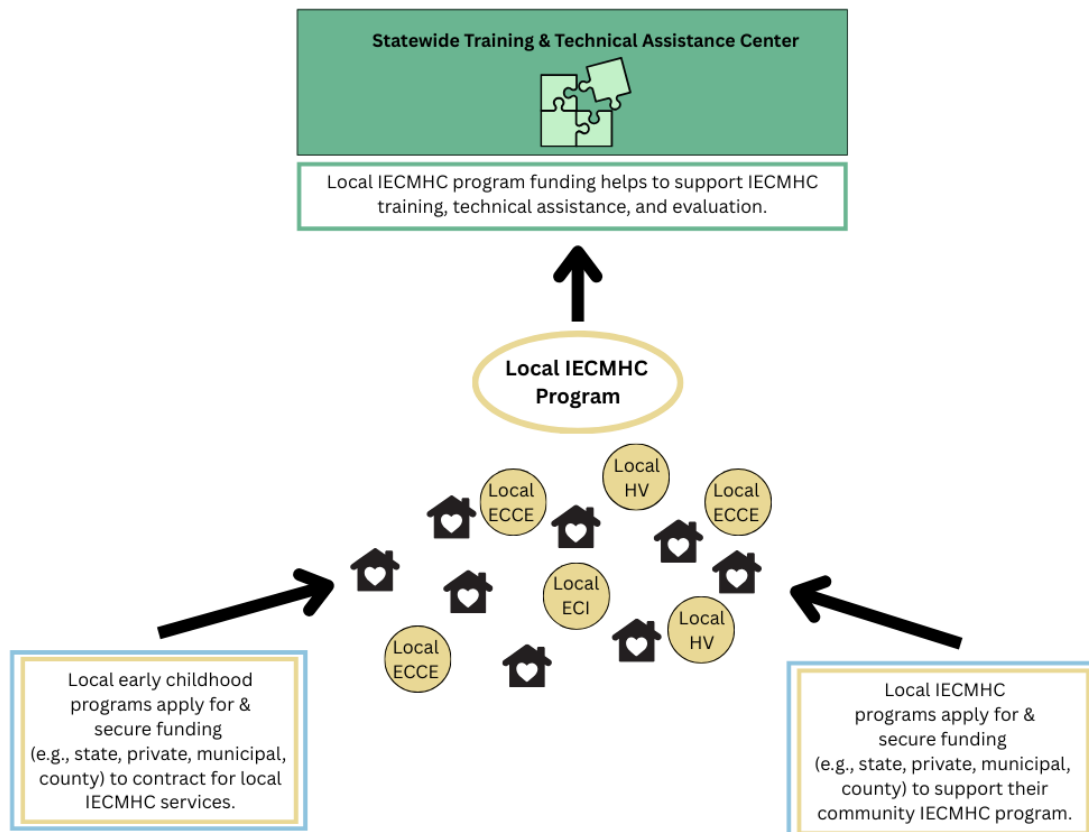 Statewide Training & Technical Assistance Center
Local IECMHC program funding helps to support IECMHC
training, technical assistance, and evaluation.
Local IECMHC
Program
Local
HV
Local
ECCE
Local
ECCE
Local
ECI
Local
HV
Local
ECCE
Local early childhood
programs apply for &
secure funding
(e.g., state, private, municipal,
county) to contract for local
IECMHC services.
Local IECMHC
programs apply for &
secure funding
(e.g., state, private, municipal,
county) to support their
community IECMHC program.